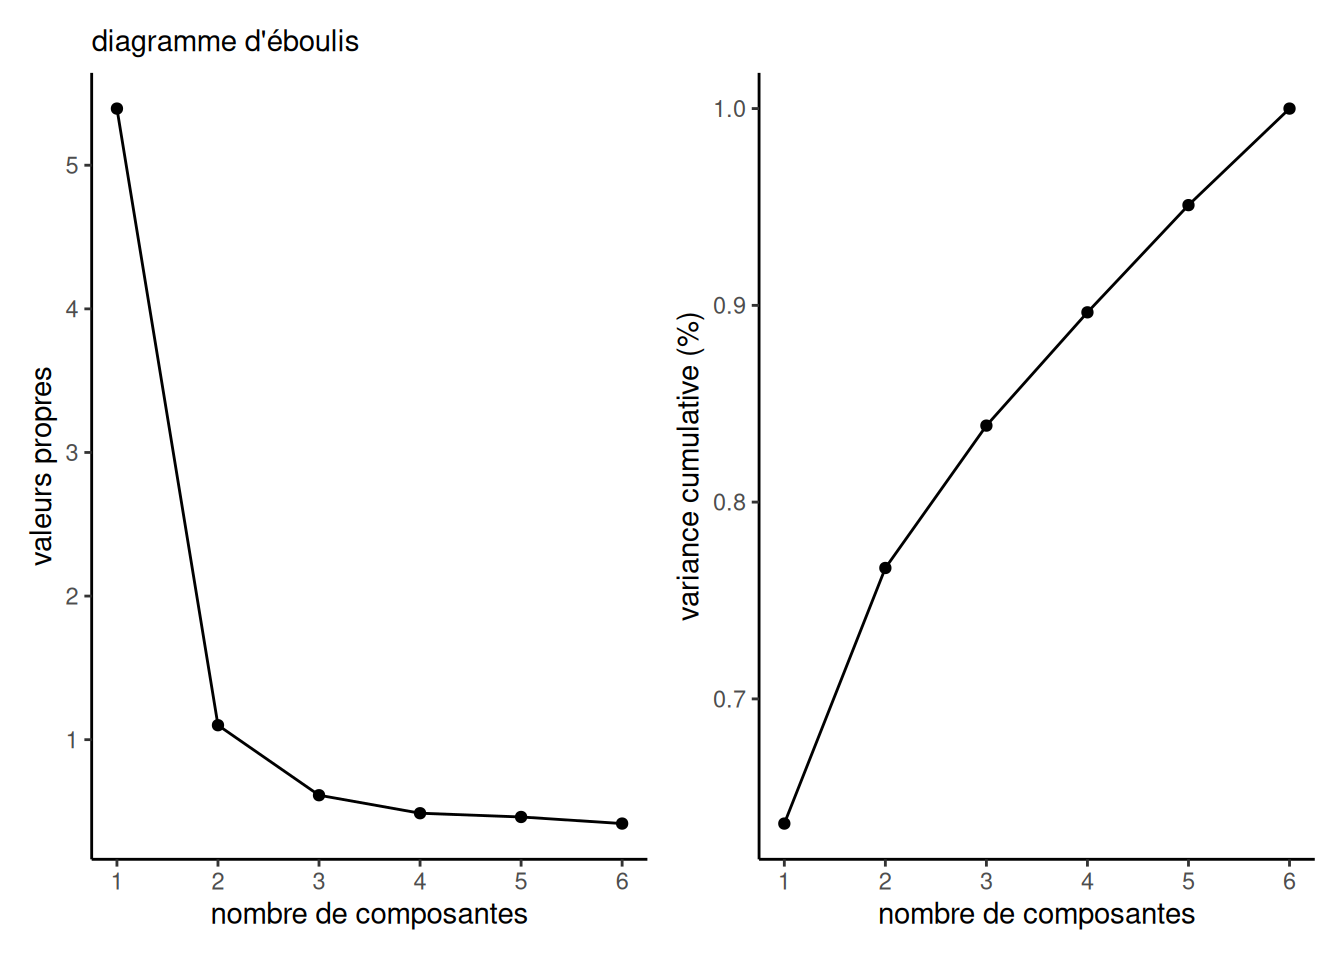 diagramme d'éboulis
valeurs propres
5
4
3
2
1
1 2 3 4 5 6
nombre de composantes
variance cumulative (%)
1.0
0.9
0.8
0.7
1 2 3 4 5 6
nombre de composantes